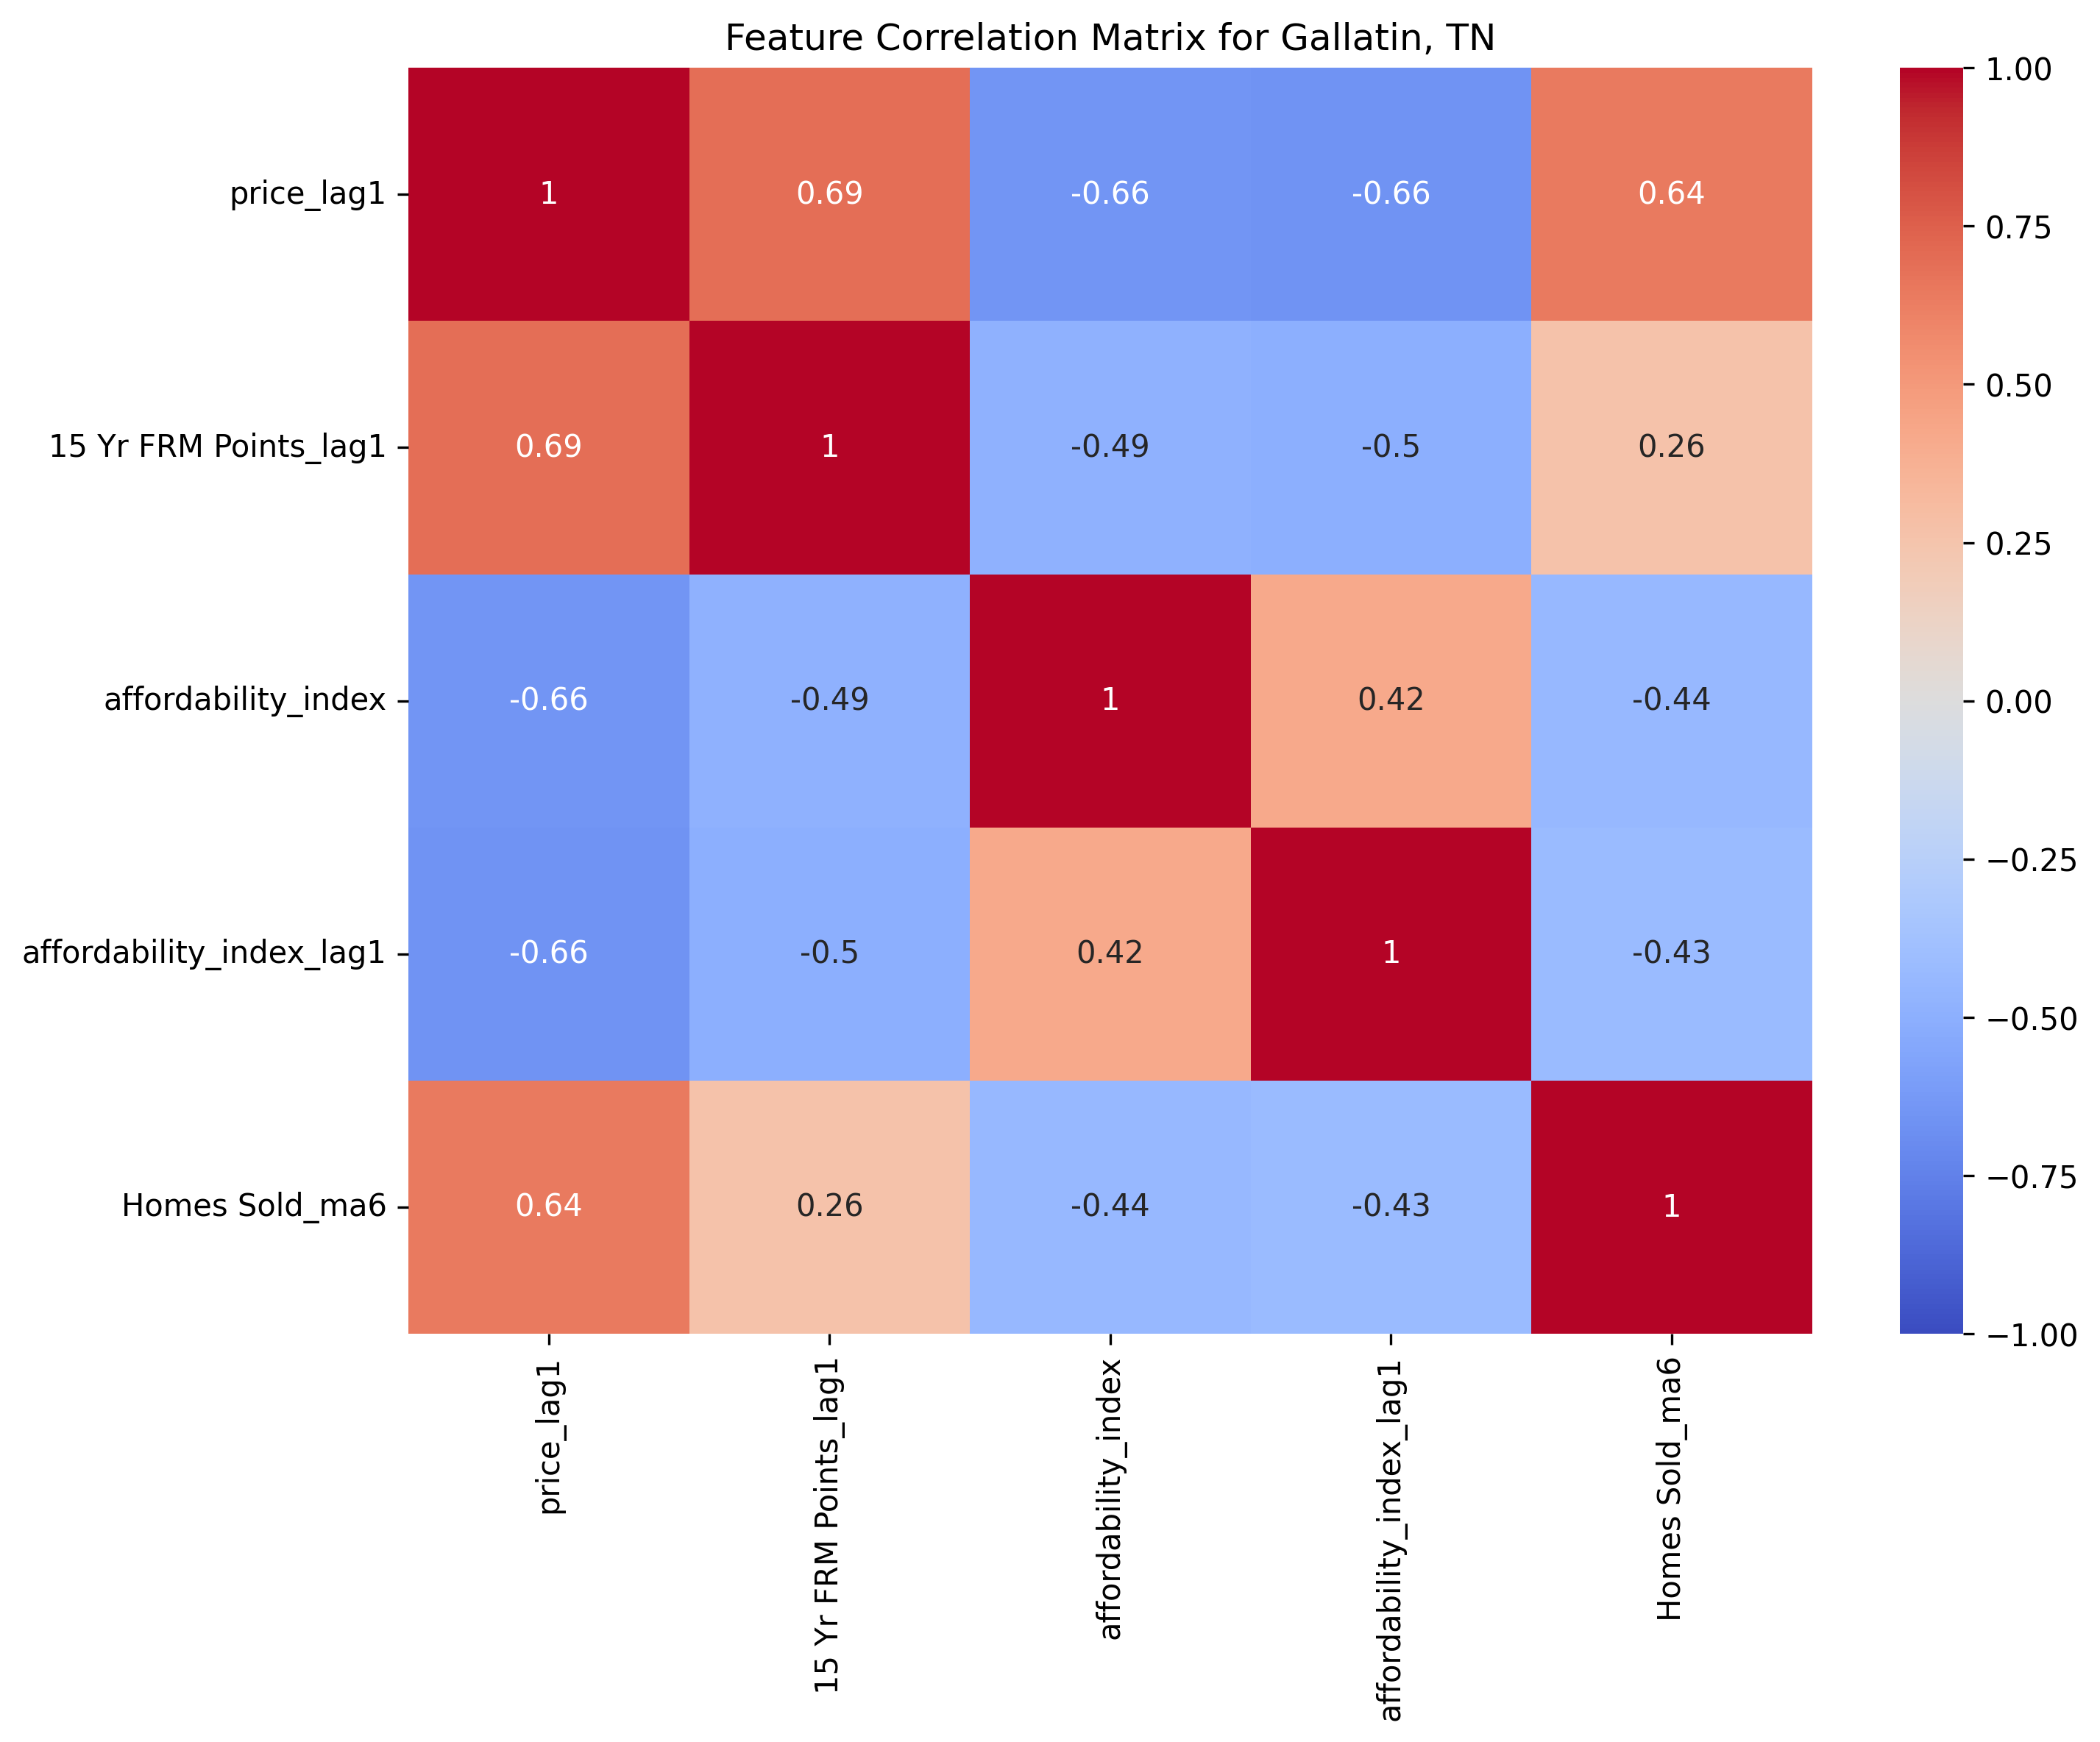 Feature Correlation Matrix for Gallatin, TN
price_lag1 1 0.69 -0.66 -0.66 0.64
15 Yr FRM Points_lag1 0.69 1 -0.49 -0.5 0.26
affordability_index -0.66 -0.49 1 0.42 -0.44
affordability_index_lag1 -0.66 -0.5 0.42 1 -0.43
Homes Sold_ma6 0.64 0.26 -0.44 -0.43 1
price_lag1
15 Yr FRM Points_lag1
affordability_index
affordability_index_lag1
Homes Sold_ma6
1.00
0.75
0.50
0.25
0.00
−0.25
−0.50
−0.75
−1.00